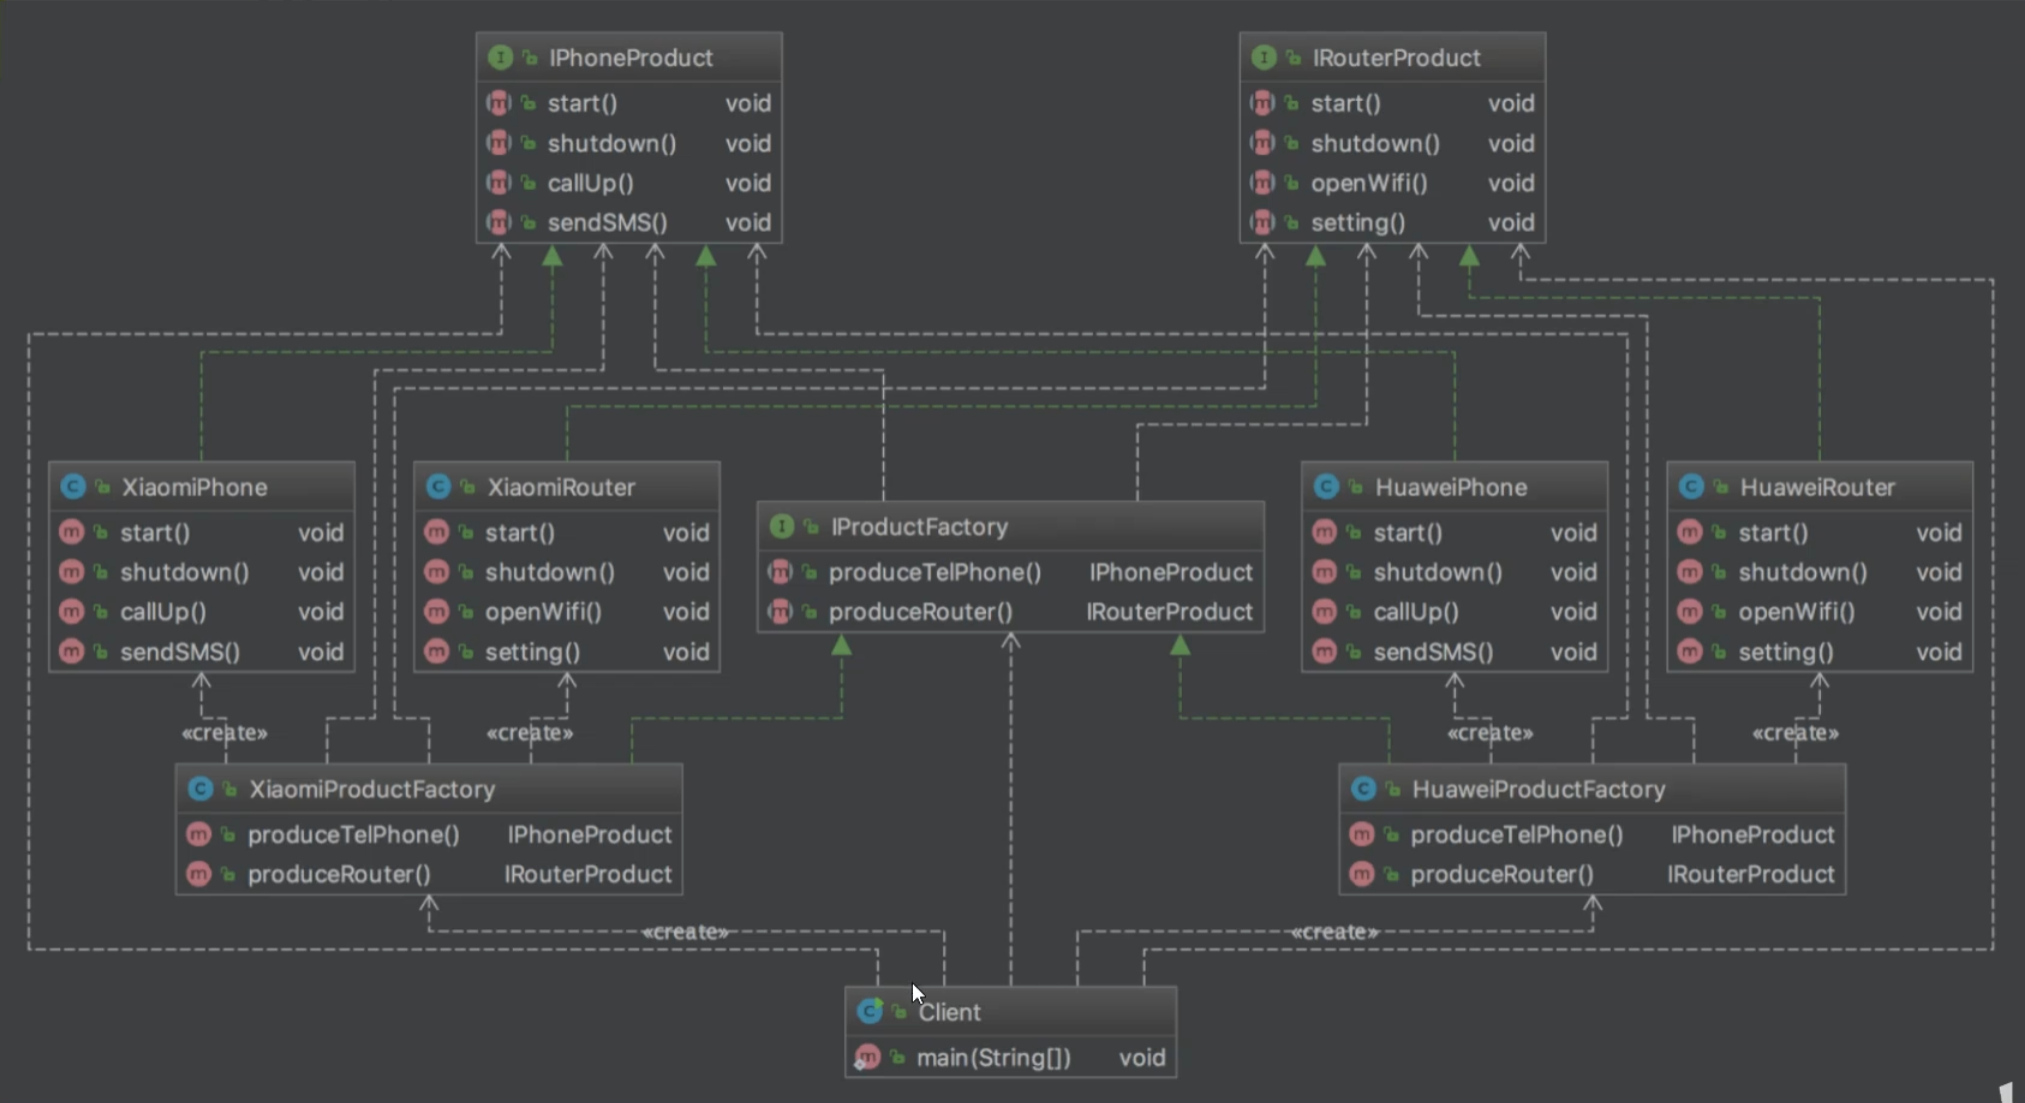 IPhoneProduct
start() void
shutdown() void
callUp() void
sendSMS() void
IRouterProduct
start() void
shutdown() void
openWifi() void
setting() void
XiaomiPhone
start() void
shutdown() void
callUp() void
sendSMS() void
XiaomiRouter
start() void
shutdown() void
openWifi() void
setting() void
IProductFactory
produceTelPhone() IPhoneProduct
produceRouter() IRouterProduct
HuaweiPhone
start() void
shutdown() void
callUp() void
sendSMS() void
HuaweiRouter
start() void
shutdown() void
openWifi() void
setting() void
«create»
«create»
«create»
«create»
XiaomiProductFactory
produceTelPhone() IPhoneProduct
produceRouter() IRouterProduct
HuaweiProductFactory
produceTelPhone() IPhoneProduct
produceRouter() IRouterProduct
«create»
«create»
Client
main(String[]) void